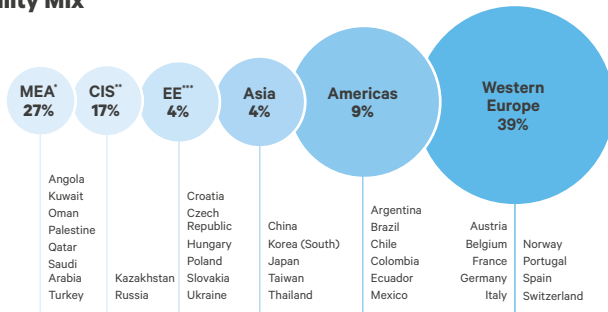 MEA*
27%
CIS**
17%
EE***
4%
Asia
4%
Americas
9%
Western
Europe
39%
Angola
Kuwait
Oman
Palestine
Qatar
Saudi
Arabia
Turkey
Kazakhstan
Russia
Croatia
Czech
Republic
Hungary
Poland
Slovakia
Ukraine
China
Korea (South)
Japan
Taiwan
Thailand
Argentina
Brazil
Chile
Colombia
Ecuador
Mexico
Austria
Belgium
France
Germany
Italy
Norway
Portugal
Spain
Switzerland